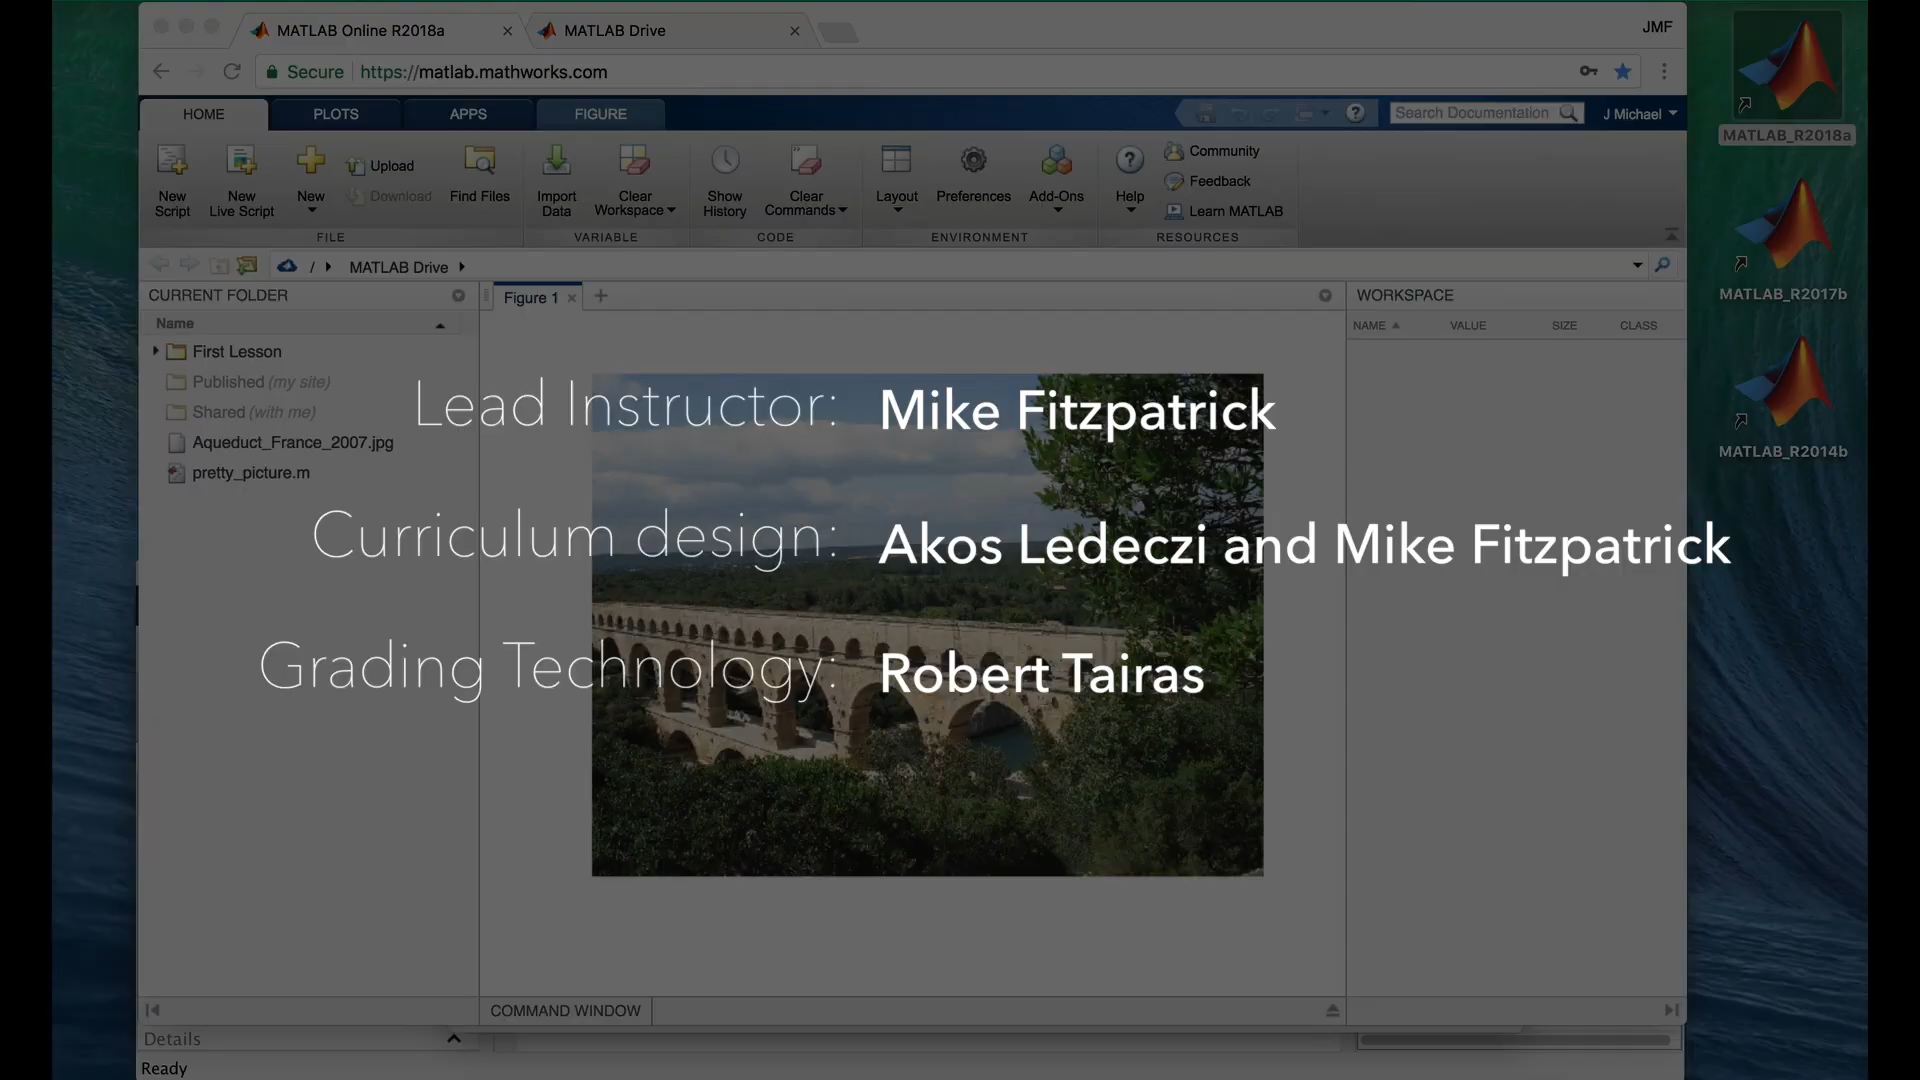 MATLAB Online R2018a
MATLAB Drive
JMF
Secure https://matlab.mathworks.com
HOME PLOTS APPS FIGURE
Search Documentation
J Michael
New Script
New Live Script
New
Upload
Download
Find Files
Import Data
Clear Workspace
Show History
Clear Commands
Layout
Preferences
Add-Ons
Help
Community
Feedback
Learn MATLAB
FILE VARIABLE CODE ENVIRONMENT RESOURCES
/ MATLAB Drive
CURRENT FOLDER
Name
First Lesson
Published (my site)
Shared (with me)
Aqueduct_France_2007.jpg
pretty_picture.m
Figure 1
WORKSPACE
NAME VALUE SIZE CLASS
Lead Instructor: Mike Fitzpatrick
Curriculum design: Akos Ledeczi and Mike Fitzpatrick
Grading Technology: Robert Tairas
COMMAND WINDOW
Details
Ready
MATLAB_R2018a
MATLAB_R2017b
MATLAB_R2014b